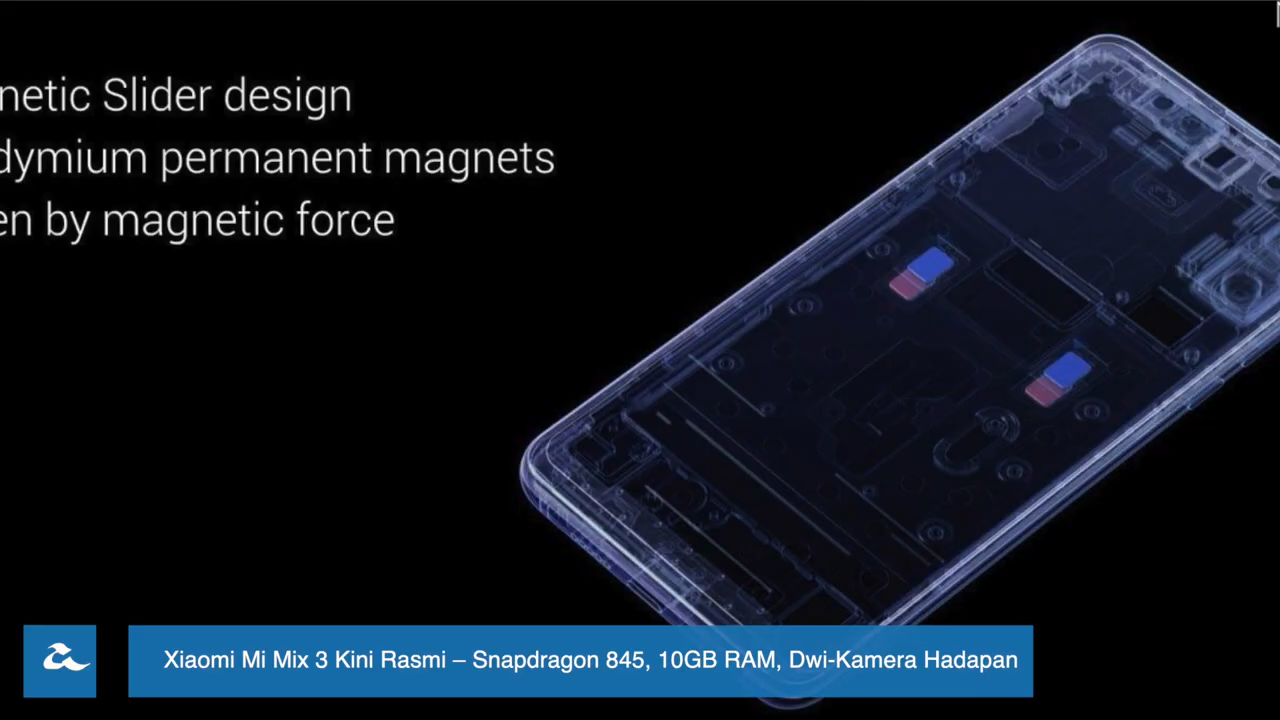 netic Slider design
dymium permanent magnets
en by magnetic force
Xiaomi Mi Mix 3 Kini Rasmi – Snapdragon 845, 10GB RAM, Dwi-Kamera Hadapan